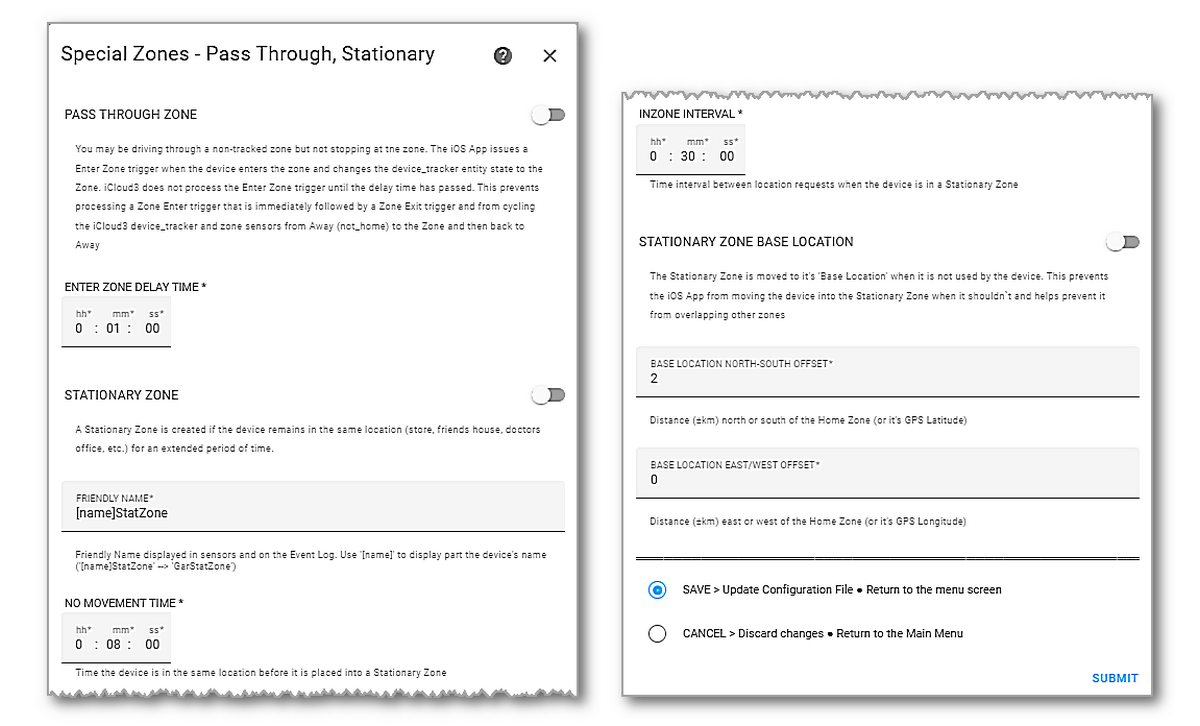 Special Zones - Pass Through, Stationary
PASS THROUGH ZONE
You may be driving through a non-tracked zone but not stopping at the zone. The iOS App issues a
Enter Zone trigger when the device enters the zone and changes the device_tracker entity state to the
Zone. iCloud3 does not process the Enter Zone trigger until the delay time has passed. This prevents
processing a Zone Enter trigger that is immediately followed by a Zone Exit trigger and from cycling
the iCloud3 device_tracker and zone sensors from Away (not_home) to the Zone and then back to
Away
ENTER ZONE DELAY TIME *
hh* mm* ss*
0 : 01 : 00
STATIONARY ZONE
A Stationary Zone is created if the device remains in the same location (store, friends house, doctors
office, etc.) for an extended period of time.
FRIENDLY NAME*
[name]StatZone
Friendly Name displayed in sensors and on the Event Log. Use '[name]' to display part the device's name
('[name]StatZone' --> 'GarStatZone')
NO MOVEMENT TIME *
hh* mm* ss*
0 : 08 : 00
Time the device is in the same location before it is placed into a Stationary Zone
INZONE INTERVAL *
hh* mm* ss*
0 : 30 : 00
Time interval between location requests when the device is in a Stationary Zone
STATIONARY ZONE BASE LOCATION
The Stationary Zone is moved to it's 'Base Location' when it is not used by the device. This prevents
the iOS App from moving the device into the Stationary Zone when it shouldn`t and helps prevent it
from overlapping other zones
BASE LOCATION NORTH-SOUTH OFFSET*
2
Distance (±km) north or south of the Home Zone (or it's GPS Latitude)
BASE LOCATION EAST/WEST OFFSET*
0
Distance (±km) east or west of the Home Zone (or it's GPS Longitude)
SAVE > Update Configuration File • Return to the menu screen
CANCEL > Discard changes • Return to the Main Menu
SUBMIT